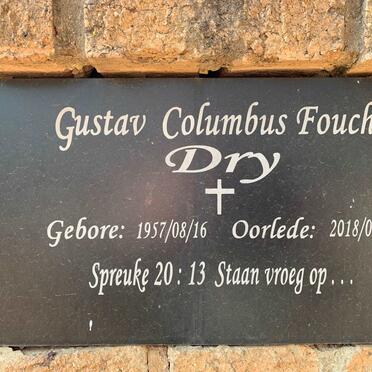 Gustav Columbus Fouch
Dry
Gebore: 1957/08/16 Oorlede: 2018/0
Spreuke 20 : 13 Staan vroeg op . . .